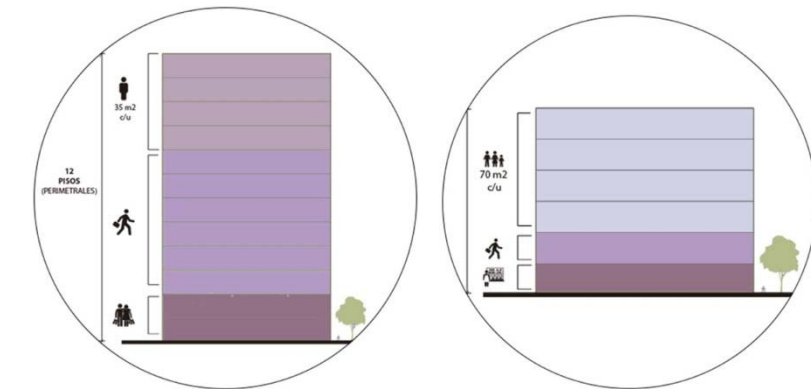 35 m2
c/u
12
PISOS
(PERIMETRALES)
70 m2
c/u